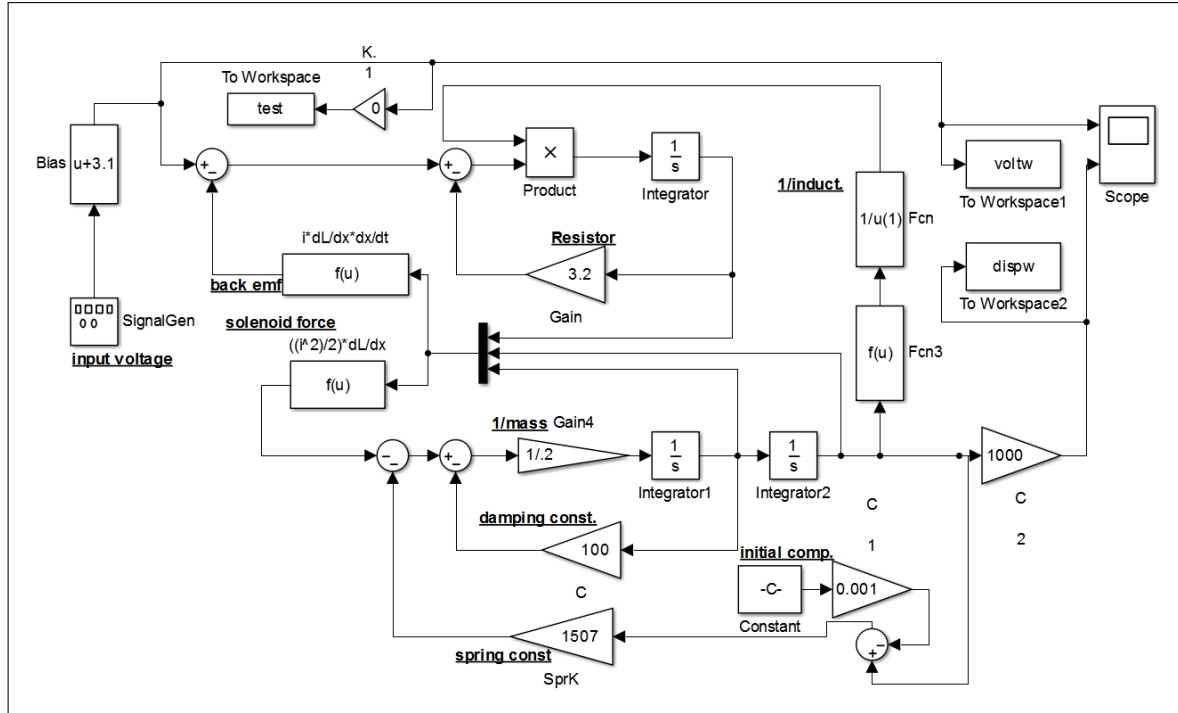 K.
1
To Workspace
test
0
Bias
u+3.1
+
−
+
−
×
Product
1
s
Integrator
1/induct.
1/u(1)
Fcn
voltw
To Workspace1
Scope
i*dL/dx*dx/dt
f(u)
back emf
Resistor
3.2
Gain
dispw
To Workspace2
SignalGen
input voltage
solenoid force
((i^2)/2)*dL/dx
f(u)
f(u)
Fcn3
−
−
+
−
1/mass
Gain4
1/.2
1
s
Integrator1
1
s
Integrator2
1000
C
2
damping const.
100
C
C
1
initial comp.
-C-
Constant
0.001
1507
spring const
SprK
−
+